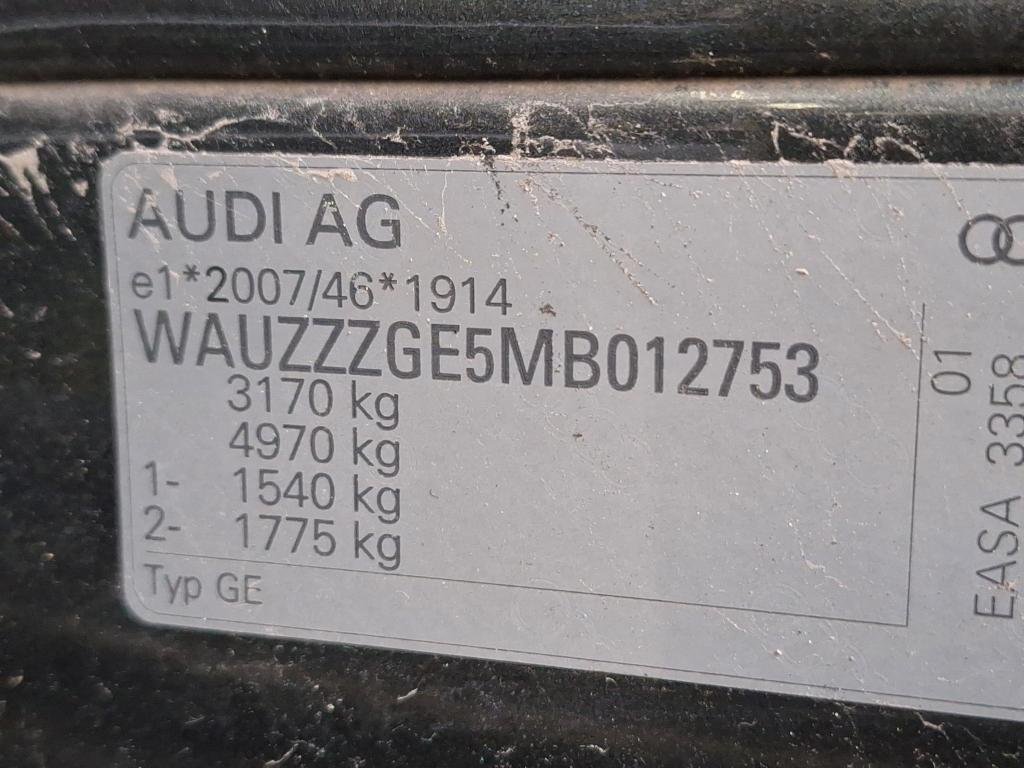 AUDI AG
e1*2007/46*1914
WAUZZZGE5MB012753
3170 kg
4970 kg
1- 1540 kg
2- 1775 kg
Typ GE
01
EASA 3358